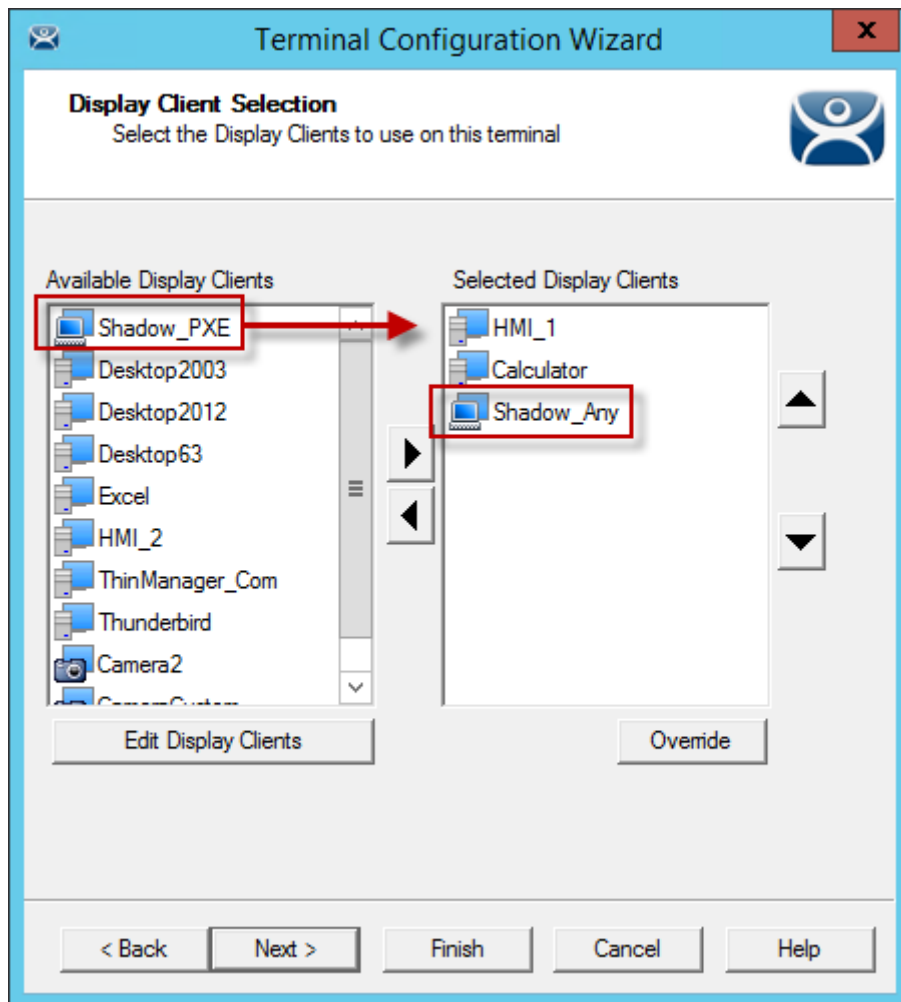 Terminal Configuration Wizard
x
Display Client Selection
Select the Display Clients to use on this terminal
Available Display Clients
Shadow_PXE
Desktop2003
Desktop2012
Desktop63
Excel
HMI_2
ThinManager_Com
Thunderbird
Camera2
CameraCustom
Edit Display Clients
Selected Display Clients
HMI_1
Calculator
Shadow_Any
Override
< Back
Next >
Finish
Cancel
Help